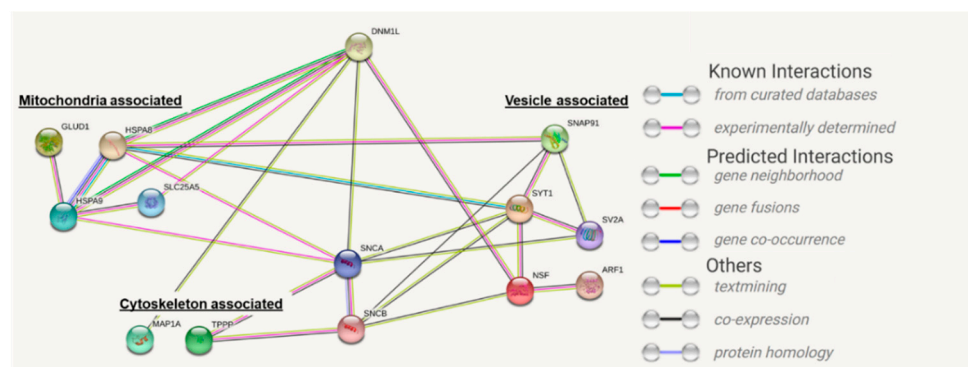 DNM1L
Known Interactions
Mitochondria associated
Vesicle associated
from curated databases
GLUD1
HSPA8
SNAP91
experimentally determined
Predicted Interactions
gene neighborhood
SLC25A5
HSPA9
SYT1
SV2A
gene fusions
gene co-occurrence
SNCA
NSF
ARF1
Others
textmining
Cytoskeleton associated
SNCB
MAP1A
TPPP
co-expression
protein homology